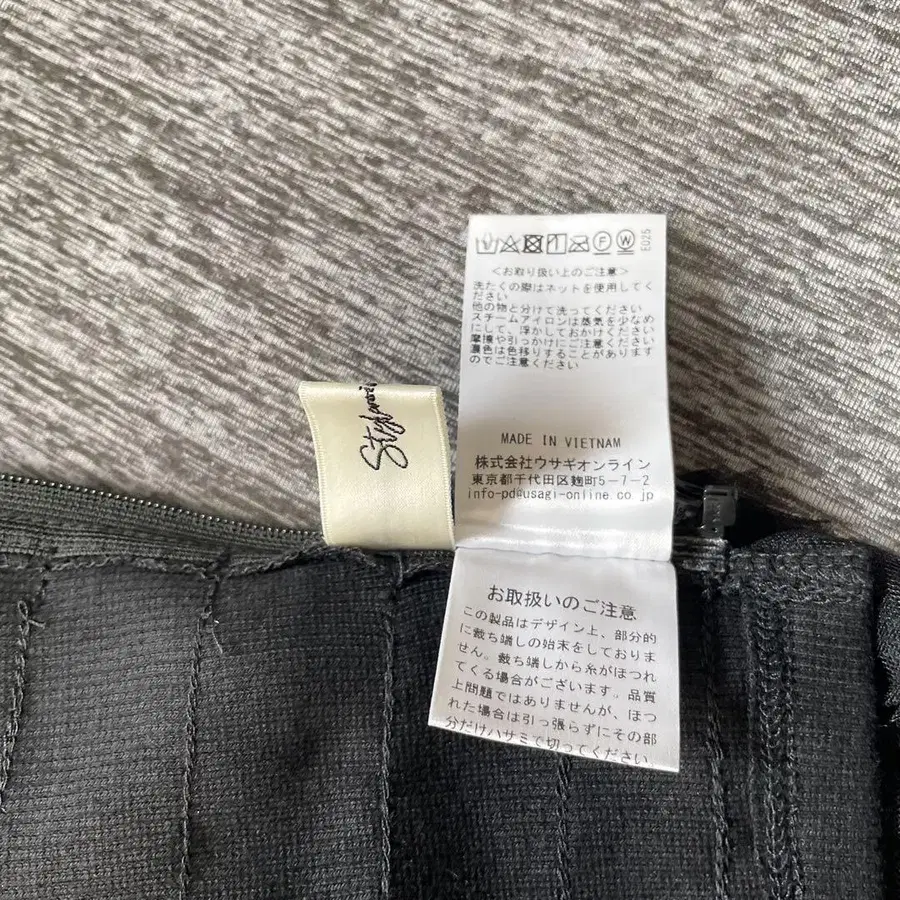 E025
<お取り扱い上のご注意>
洗たくの際はネットを使用してく
ださい
他の物と分けて洗ってください
スチームアイロンは蒸気を少なめ
にして、浮かしておかけください
摩擦や引っかけにご注意ください
濃色は色移りすることがあります
のでご注意ください
MADE IN VIETNAM
株式会社ウサギオンライン
東京都千代田区麹町5-7-2
info-pd@usagi-online.co.jp
お取扱いのご注意
この製品はデザイン上、部分的
に裁ち端しの始末をしておりま
せん。裁ち端しから糸がほつれ
てくる場合がございます。品質
上問題ではありませんが、ほつ
れた場合は引っ張らずにその部
分だけハサミで切ってください